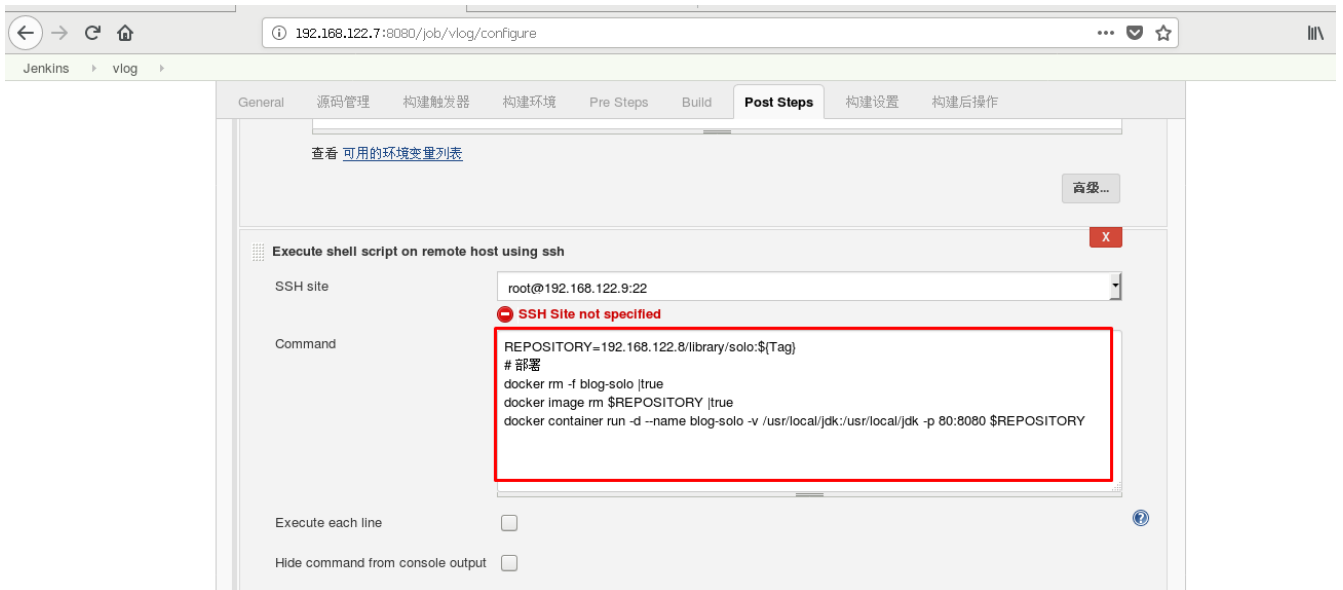 192.168.122.7:8080/job/vlog/configure
Jenkins vlog
General 源码管理 构建触发器 构建环境 Pre Steps Build Post Steps 构建设置 构建后操作
查看 可用的环境变量列表
高级...
X
Execute shell script on remote host using ssh
SSH site root@192.168.122.9:22
SSH Site not specified
Command REPOSITORY=192.168.122.8/library/solo:${Tag}
# 部署
docker rm -f blog-solo |true
docker image rm $REPOSITORY |true
docker container run -d --name blog-solo -v /usr/local/jdk:/usr/local/jdk -p 80:8080 $REPOSITORY
Execute each line
Hide command from console output